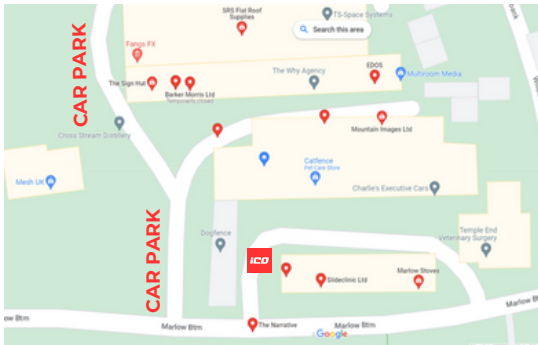 SRS Flat Roof
Supplies
TS-Space Systems
Search this area
Fangs FX
CAR PARK
The Sign Hut
Barker Morris Ltd
Temporarily closed
The Why Agency
EDOS
Mushroom Media
Mountain Images Ltd
Cross Stream Distillery
Mesh UK
Catfence
Pet Care Store
Charlie's Executive Cars
CAR PARK
Dogfence
Temple End
Veterinary Surgery
ICO
Slideclinic Ltd
Marlow Stoves
Marlow Btm
ow Btm
Marlow Btm
The Narrative
Google
Marlow Btm